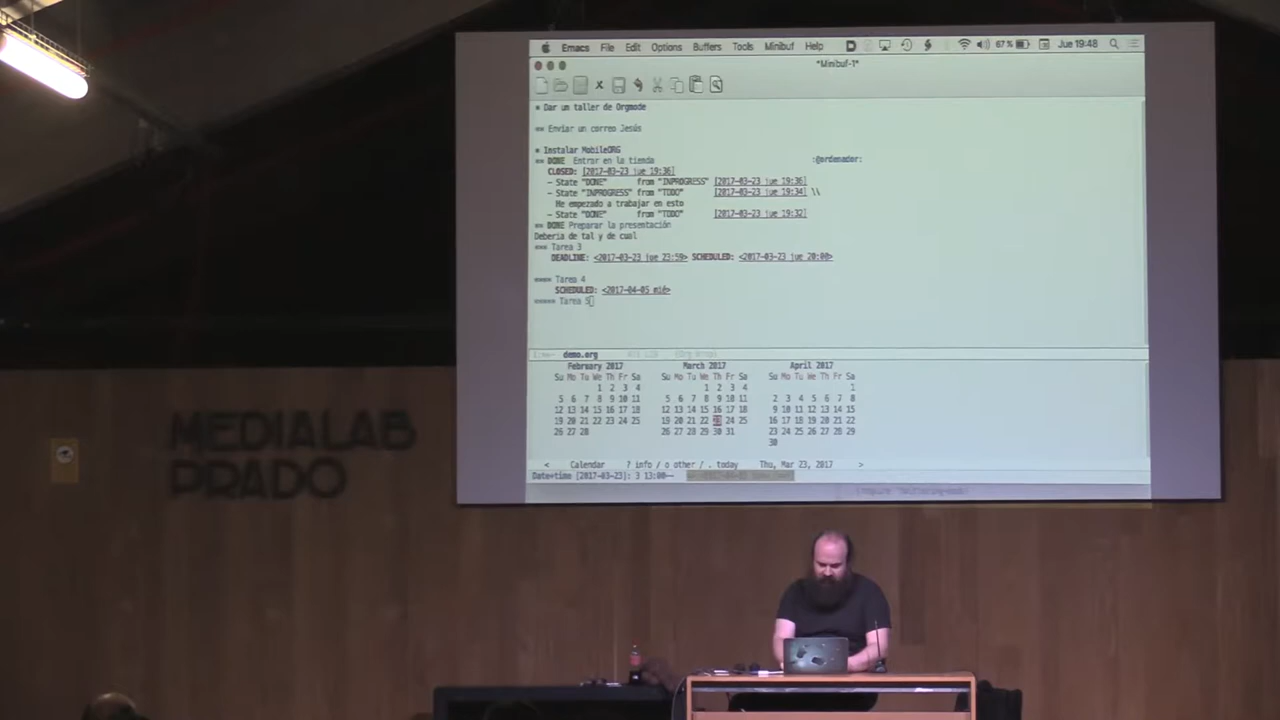 Emacs File Edit Options Buffers Tools Minibuf Help 67% Jue 19:48
*Minibuf-1*
* Dar un taller de Orgmode
** Enviar un correo Jesús
* Instalar MobileORG
** DONE Entrar en la tienda :@ordenador:
CLOSED: [2017-03-23 jue 19:36]
- State "DONE" from "INPROGRESS" [2017-03-23 jue 19:36]
- State "INPROGRESS" from "TODO" [2017-03-23 jue 19:34] \\
He empezado a trabajar en esto
- State "DONE" from "TODO" [2017-03-23 jue 19:32]
** DONE Preparar la presentación
Debería de tal y de cual
*** Tarea 3
DEADLINE: <2017-03-23 jue 23:59> SCHEDULED: <2017-03-23 jue 20:00>
**** Tarea 4
SCHEDULED: <2017-04-05 mié>
***** Tarea 5
demo.org
February 2017 March 2017 April 2017
Su Mo Tu We Th Fr Sa Su Mo Tu We Th Fr Sa Su Mo Tu We Th Fr Sa
1 2 3 4 1 2 3 4 1
5 6 7 8 9 10 11 5 6 7 8 9 10 11 2 3 4 5 6 7 8
12 13 14 15 16 17 18 12 13 14 15 16 17 18 9 10 11 12 13 14 15
19 20 21 22 23 24 25 19 20 21 22 23 24 25 16 17 18 19 20 21 22
26 27 28 26 27 28 29 30 31 23 24 25 26 27 28 29
30
< Calendar ? info / o other / . today Thu, Mar 23, 2017 >
Date+time [2017-03-23]: 3 13:00--
MEDIALAB
PRADO